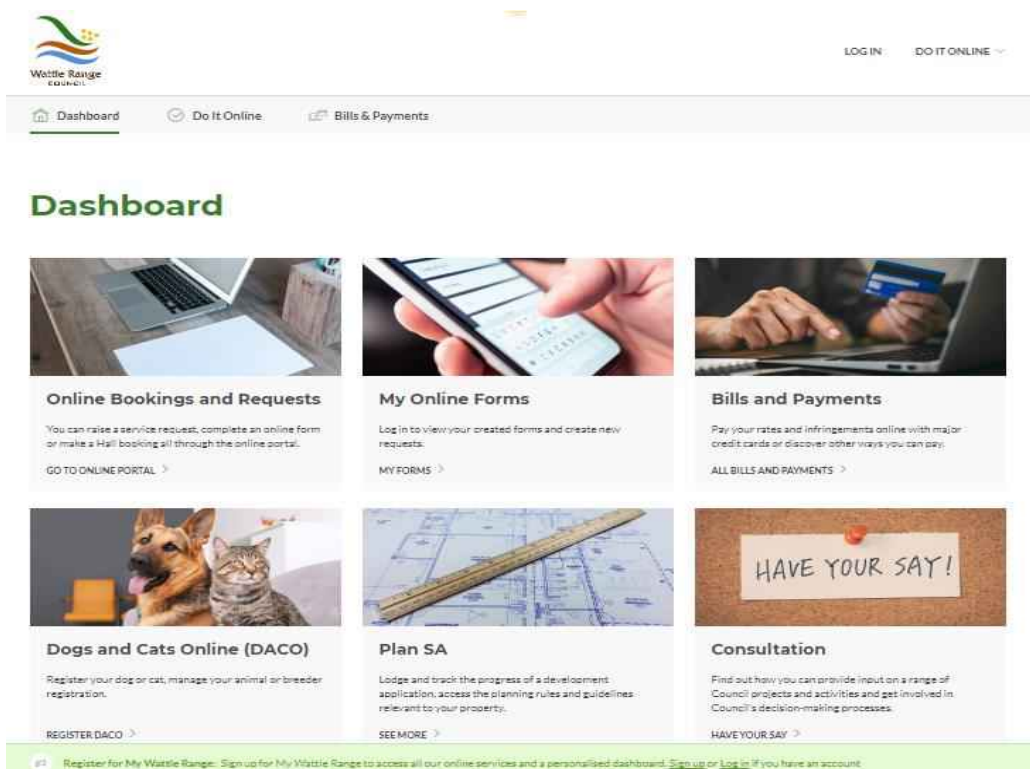 Wattle Range
COUNCIL
LOG IN DO IT ONLINE
Dashboard Do It Online Bills & Payments
Dashboard
Online Bookings and Requests
You can raise a service request, complete an online form
or make a Hall booking all through the online portal.
GO TO ONLINE PORTAL >
My Online Forms
Log in to view your created forms and create new
requests.
MY FORMS >
Bills and Payments
Pay your rates and infringements online with major
credit cards or discover other ways you can pay.
ALL BILLS AND PAYMENTS >
Dogs and Cats Online (DACO)
Register your dog or cat, manage your animal or breeder
registration.
REGISTER DACO >
Plan SA
Lodge and track the progress of a development
application, access the planning rules and guidelines
relevant to your property.
SEE MORE >
HAVE YOUR SAY!
Consultation
Find out how you can provide input on a range of
Council projects and activities and get involved in
Council's decision-making processes.
HAVE YOUR SAY >
Register for My Wattle Range: Sign up for My Wattle Range to access all our online services and a personalised dashboard. Sign up or Log in if you have an account